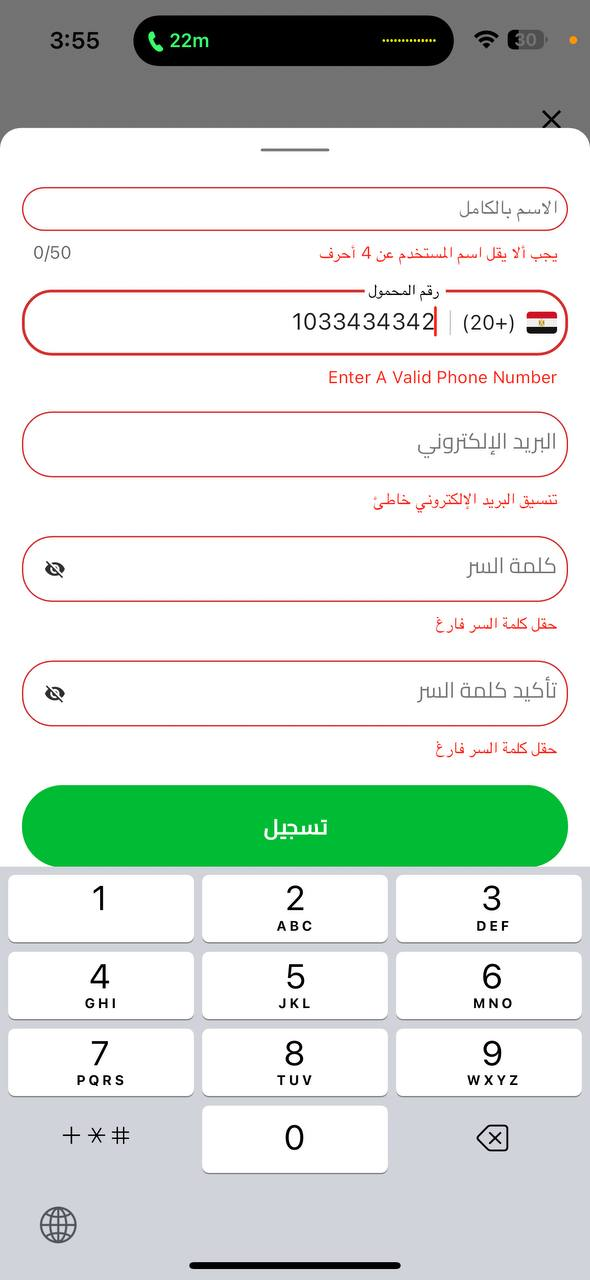 3:55
22m
30
الاسم بالكامل
يجب ألا يقل اسم المستخدم عن 4 أحرف
0/50
رقم المحمول
(+20)
1033434342
Enter A Valid Phone Number
البريد الإلكتروني
تنسيق البريد الإلكتروني خاطئ
كلمة السر
حقل كلمة السر فارغ
تأكيد كلمة السر
حقل كلمة السر فارغ
تسجيل
1 2 3
ABC DEF
4 5 6
GHI JKL MNO
7 8 9
PQRS TUV WXYZ
+*# 0